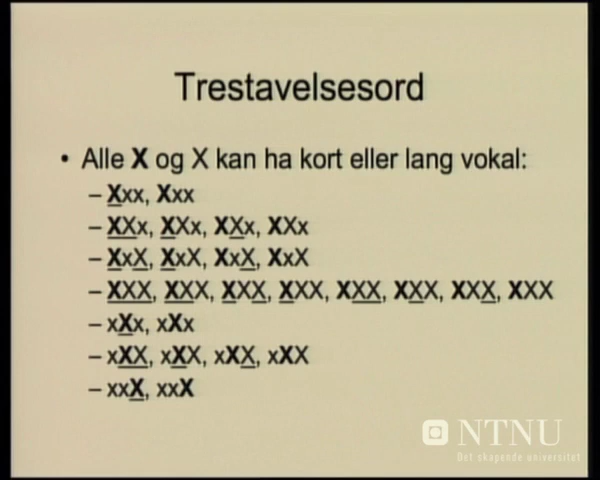 Trestavelsesord
• Alle X og X kan ha kort eller lang vokal:
– Xxx, Xxx
– XXx, XXx, XXx, XXx
– XxX, XxX, XxX, XxX
– XXX, XXX, XXX, XXX, XXX, XXX, XXX, XXX
– xXx, xXx
– xXX, xXX, xXX, xXX
– xxX, xxX
NTNU
Det skapende universitet